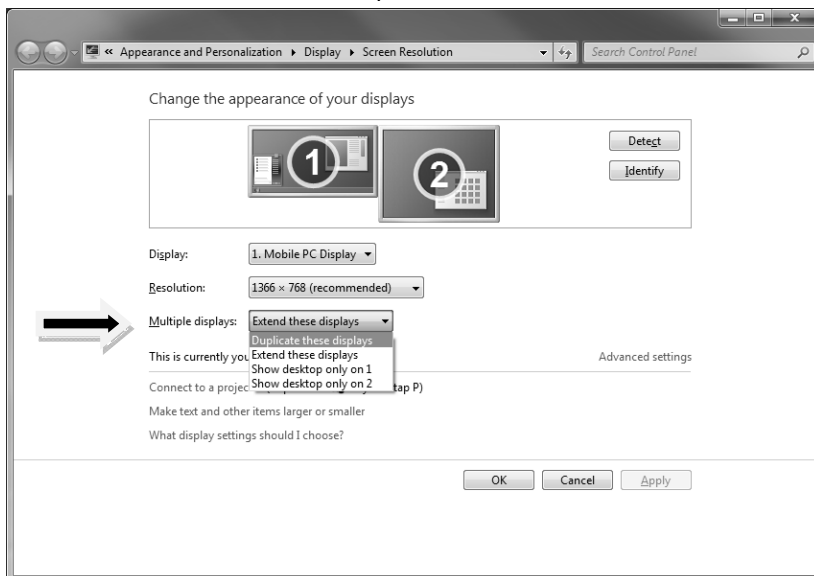 « Appearance and Personalization ▸ Display ▸ Screen Resolution
Search Control Panel
Change the appearance of your displays
1
2
Detect
Identify
Display:
1. Mobile PC Display
Resolution:
1366 × 768 (recommended)
Multiple displays:
Extend these displays
Duplicate these displays
Extend these displays
Show desktop only on 1
Show desktop only on 2
This is currently you
Advanced settings
Connect to a projec
tap P)
Make text and other items larger or smaller
What display settings should I choose?
OK
Cancel
Apply